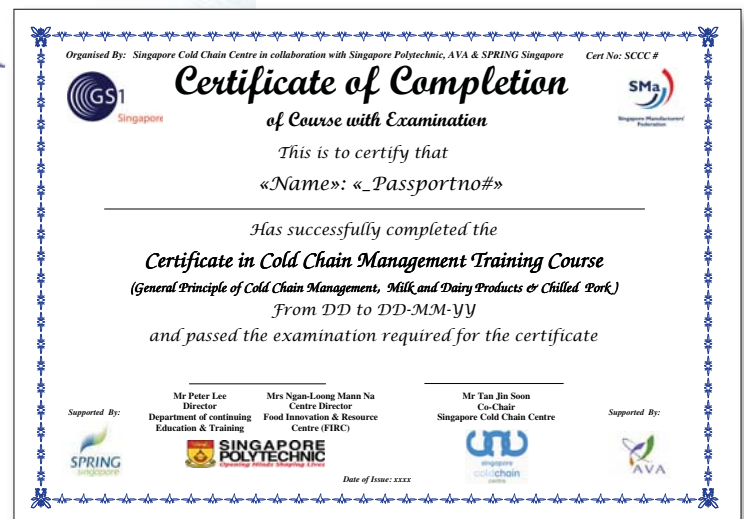 Organised By: Singapore Cold Chain Centre in collaboration with Singapore Polytechnic, AVA & SPRING Singapore
Cert No: SCCC #
GS1
Singapore
Certificate of Completion
of Course with Examination
SMa
Singapore Manufacturers'
Federation
This is to certify that
«Name»: «_Passportno#»
Has successfully completed the
Certificate in Cold Chain Management Training Course
(General Principle of Cold Chain Management, Milk and Dairy Products & Chilled Pork)
From DD to DD-MM-YY
and passed the examination required for the certificate
Supported By:
SPRING
singapore
Mr Peter Lee
Director
Department of continuing
Education & Training
Mrs Ngan-Loong Mann Na
Centre Director
Food Innovation & Resource
Centre (FIRC)
SINGAPORE
POLYTECHNIC
Opening Minds Shaping Lives
Mr Tan Jin Soon
Co-Chair
Singapore Cold Chain Centre
singapore
coldchain
centre
Supported By:
AVA
Date of Issue: xxxx